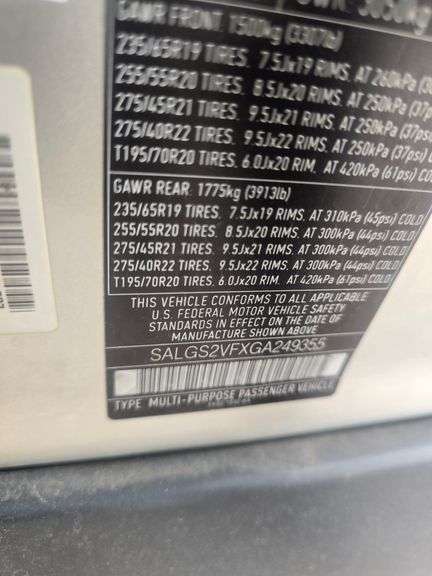 3050kg
GAWR FRONT 1500kg (3307lb)
235/65R19 TIRES. 7.5Jx19 RIMS. AT 260kPa
255/55R20 TIRES. 8.5Jx20 RIMS. AT 250kPa (37p
275/45R21 TIRES. 9.5Jx21 RIMS. AT 250kPa (37psi
275/40R22 TIRES. 9.5Jx22 RIMS. AT 250kPa (37psi) C
T195/70R20 TIRES. 6.0Jx20 RIM. AT 420kPa (61psi) C
GAWR REAR 1775kg (3913lb)
235/65R19 TIRES. 7.5Jx19 RIMS. AT 310kPa (45psi) COLD
255/55R20 TIRES. 8.5Jx20 RIMS. AT 300kPa (44psi) COLD
275/45R21 TIRES. 9.5Jx21 RIMS. AT 300kPa (44psi) COLD
275/40R22 TIRES. 9.5Jx22 RIMS. AT 300kPa (44psi) COLD
T195/70R20 TIRES. 6.0Jx20 RIM. AT 420kPa (61psi) COLD
THIS VEHICLE CONFORMS TO ALL APPLICABLE
U.S. FEDERAL MOTOR VEHICLE SAFETY
STANDARDS IN EFFECT ON THE DATE OF
MANUFACTURE SHOWN ABOVE
SALGS2VFXGA249355
TYPE MULTI-PURPOSE PASSENGER VEHICLE